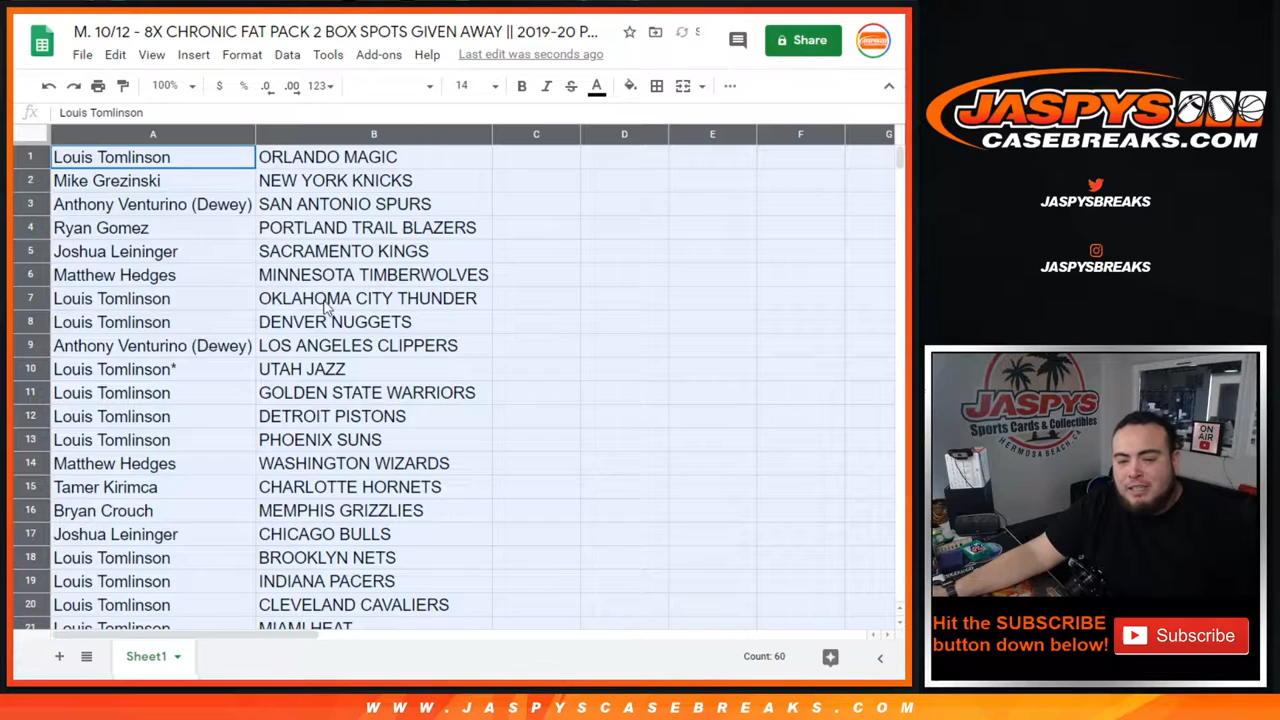 M. 10/12 - 8X CHRONIC FAT PACK 2 BOX SPOTS GIVEN AWAY || 2019-20 P...
S
File Edit View Insert Format Data Tools Add-ons Help Last edit was seconds ago
Share
100% $ % .0 .00 123 14 B I S A
fx Louis Tomlinson
A B C D E F G
1 Louis Tomlinson ORLANDO MAGIC
2 Mike Grezinski NEW YORK KNICKS
3 Anthony Venturino (Dewey) SAN ANTONIO SPURS
4 Ryan Gomez PORTLAND TRAIL BLAZERS
5 Joshua Leininger SACRAMENTO KINGS
6 Matthew Hedges MINNESOTA TIMBERWOLVES
7 Louis Tomlinson OKLAHOMA CITY THUNDER
8 Louis Tomlinson DENVER NUGGETS
9 Anthony Venturino (Dewey) LOS ANGELES CLIPPERS
10 Louis Tomlinson* UTAH JAZZ
11 Louis Tomlinson GOLDEN STATE WARRIORS
12 Louis Tomlinson DETROIT PISTONS
13 Louis Tomlinson PHOENIX SUNS
14 Matthew Hedges WASHINGTON WIZARDS
15 Tamer Kirimca CHARLOTTE HORNETS
16 Bryan Crouch MEMPHIS GRIZZLIES
17 Joshua Leininger CHICAGO BULLS
18 Louis Tomlinson BROOKLYN NETS
19 Louis Tomlinson INDIANA PACERS
20 Louis Tomlinson CLEVELAND CAVALIERS
21 Louis Tomlinson MIAMI HEAT
Sheet1 Count: 60
JASPYS
CASEBREAKS.COM
JASPYSBREAKS
JASPYSBREAKS
JASPYS
Sports Cards & Collectibles
HERMOSA BEACH, CA
ON AIR
Hit the SUBSCRIBE
button down below!
Subscribe
WWW.JASPYSCASEBREAKS.COM